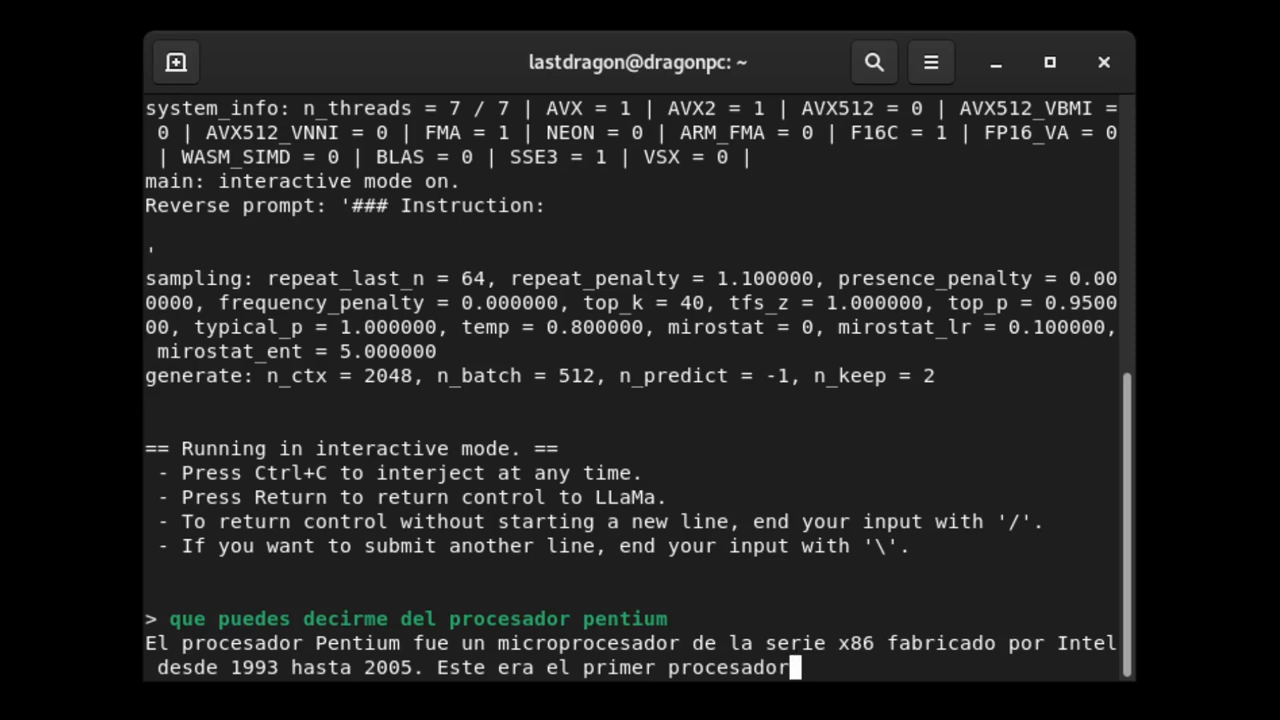 lastdragon@dragonpc: ~
system_info: n_threads = 7 / 7 | AVX = 1 | AVX2 = 1 | AVX512 = 0 | AVX512_VBMI =
 0 | AVX512_VNNI = 0 | FMA = 1 | NEON = 0 | ARM_FMA = 0 | F16C = 1 | FP16_VA = 0
 | WASM_SIMD = 0 | BLAS = 0 | SSE3 = 1 | VSX = 0 |
main: interactive mode on.
Reverse prompt: '### Instruction:

'
sampling: repeat_last_n = 64, repeat_penalty = 1.100000, presence_penalty = 0.00
0000, frequency_penalty = 0.000000, top_k = 40, tfs_z = 1.000000, top_p = 0.9500
00, typical_p = 1.000000, temp = 0.800000, mirostat = 0, mirostat_lr = 0.100000,
 mirostat_ent = 5.000000
generate: n_ctx = 2048, n_batch = 512, n_predict = -1, n_keep = 2

== Running in interactive mode. ==
 - Press Ctrl+C to interject at any time.
 - Press Return to return control to LLaMa.
 - To return control without starting a new line, end your input with '/'.
 - If you want to submit another line, end your input with '\'.

> que puedes decirme del procesador pentium
El procesador Pentium fue un microprocesador de la serie x86 fabricado por Intel
 desde 1993 hasta 2005. Este era el primer procesador